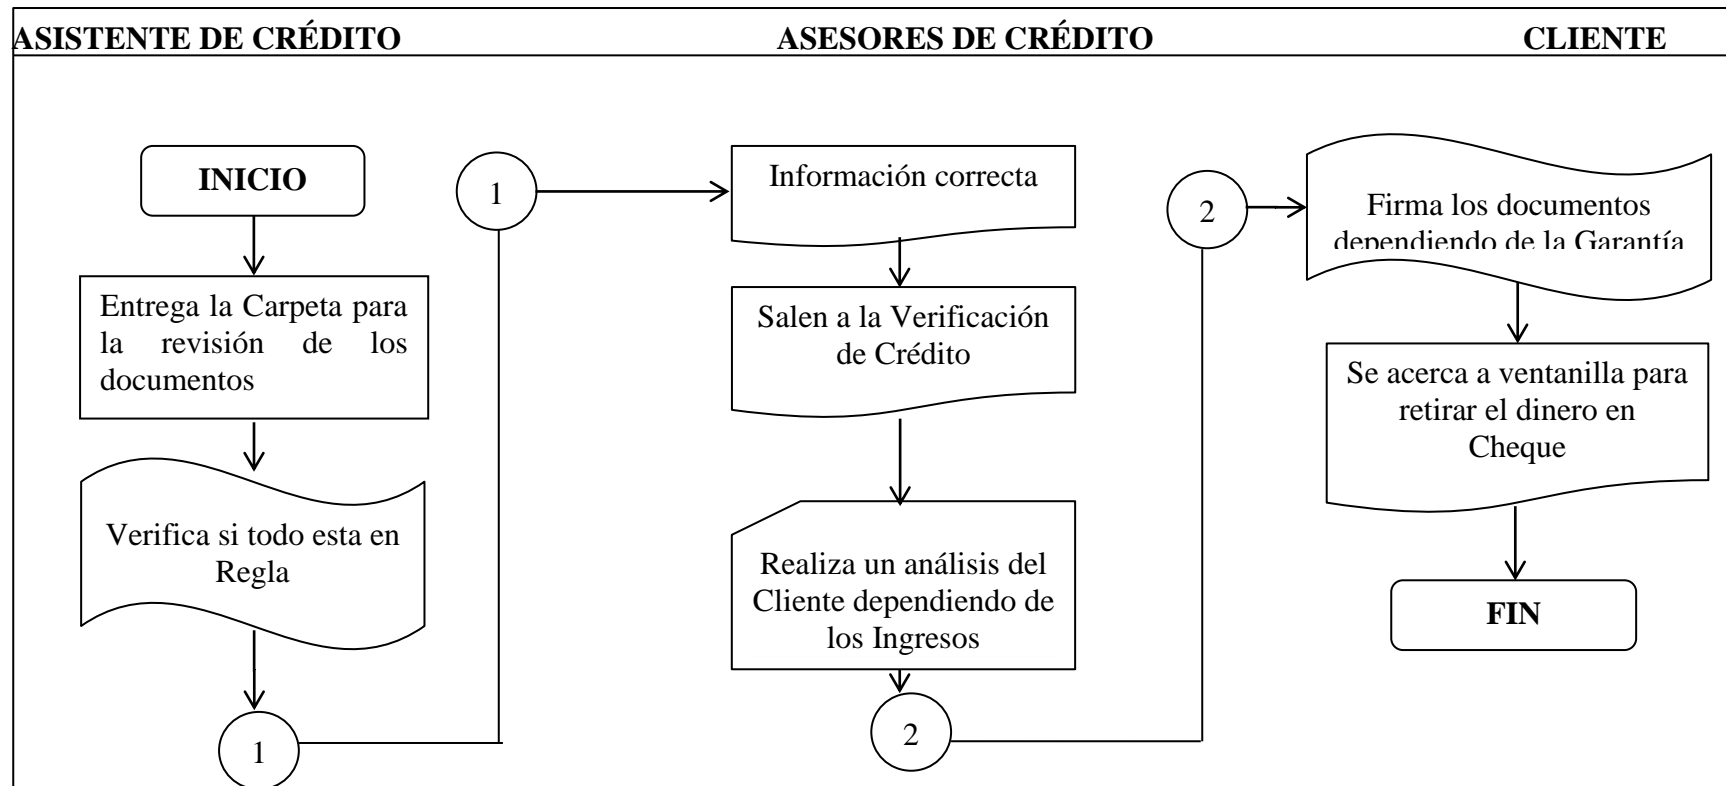 ASISTENTE DE CRÉDITO
ASESORES DE CRÉDITO
CLIENTE
INICIO
Entrega la Carpeta para
la revisión de los
documentos
Verifica si todo esta en
Regla
1
1
Información correcta
Salen a la Verificación
de Crédito
Realiza un análisis del
Cliente dependiendo de
los Ingresos
2
2
Firma los documentos
dependiendo de la Garantía
Se acerca a ventanilla para
retirar el dinero en
Cheque
FIN